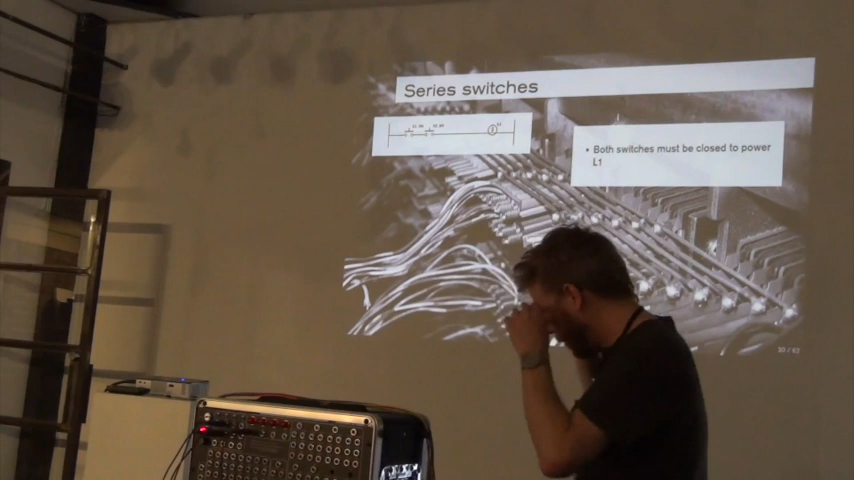 Series switches
• Both switches must be closed to power
L1